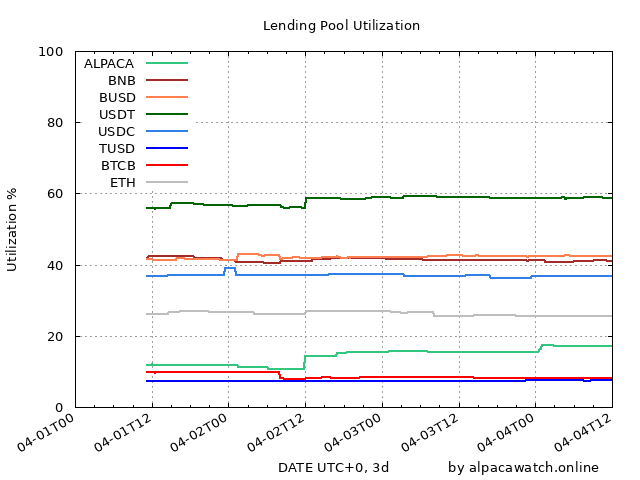 Lending Pool Utilization
Utilization %
100
80
60
40
20
0
ALPACA
BNB
BUSD
USDT
USDC
TUSD
BTCB
ETH
04-01T00
04-01T12
04-02T00
04-02T12
04-03T00
04-03T12
04-04T00
04-04T12
DATE UTC+0, 3d by alpacawatch.online